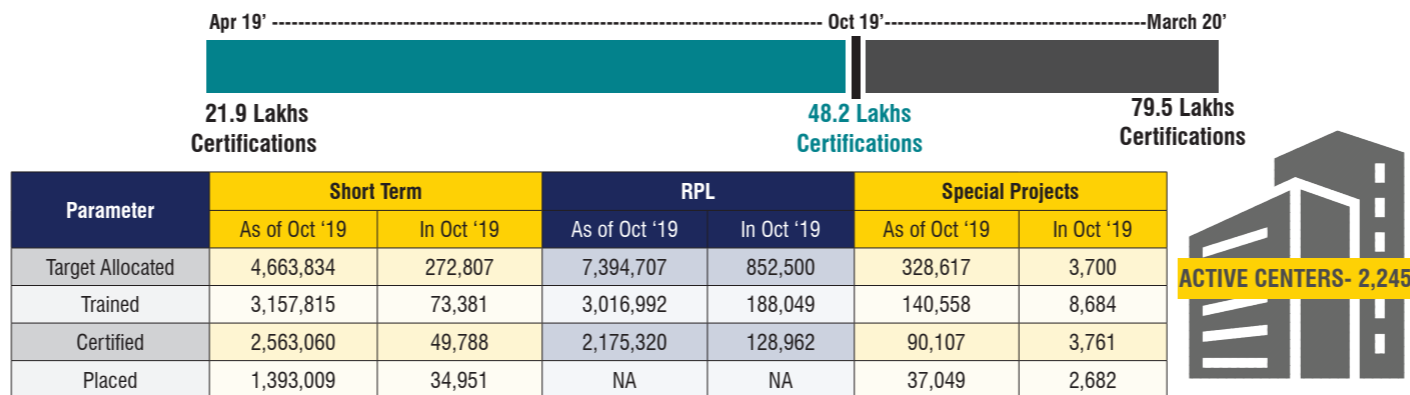 Apr 19' ------------------------------------------------------------------------------------ Oct 19'---------------------------------------March 20'
21.9 Lakhs
Certifications
48.2 Lakhs
Certifications
79.5 Lakhs
Certifications
Parameter Short Term RPL Special Projects
As of Oct ‘19 In Oct ‘19 As of Oct ‘19 In Oct ‘19 As of Oct ‘19 In Oct ‘19
Target Allocated 4,663,834 272,807 7,394,707 852,500 328,617 3,700
Trained 3,157,815 73,381 3,016,992 188,049 140,558 8,684
Certified 2,563,060 49,788 2,175,320 128,962 90,107 3,761
Placed 1,393,009 34,951 NA NA 37,049 2,682
ACTIVE CENTERS- 2,245